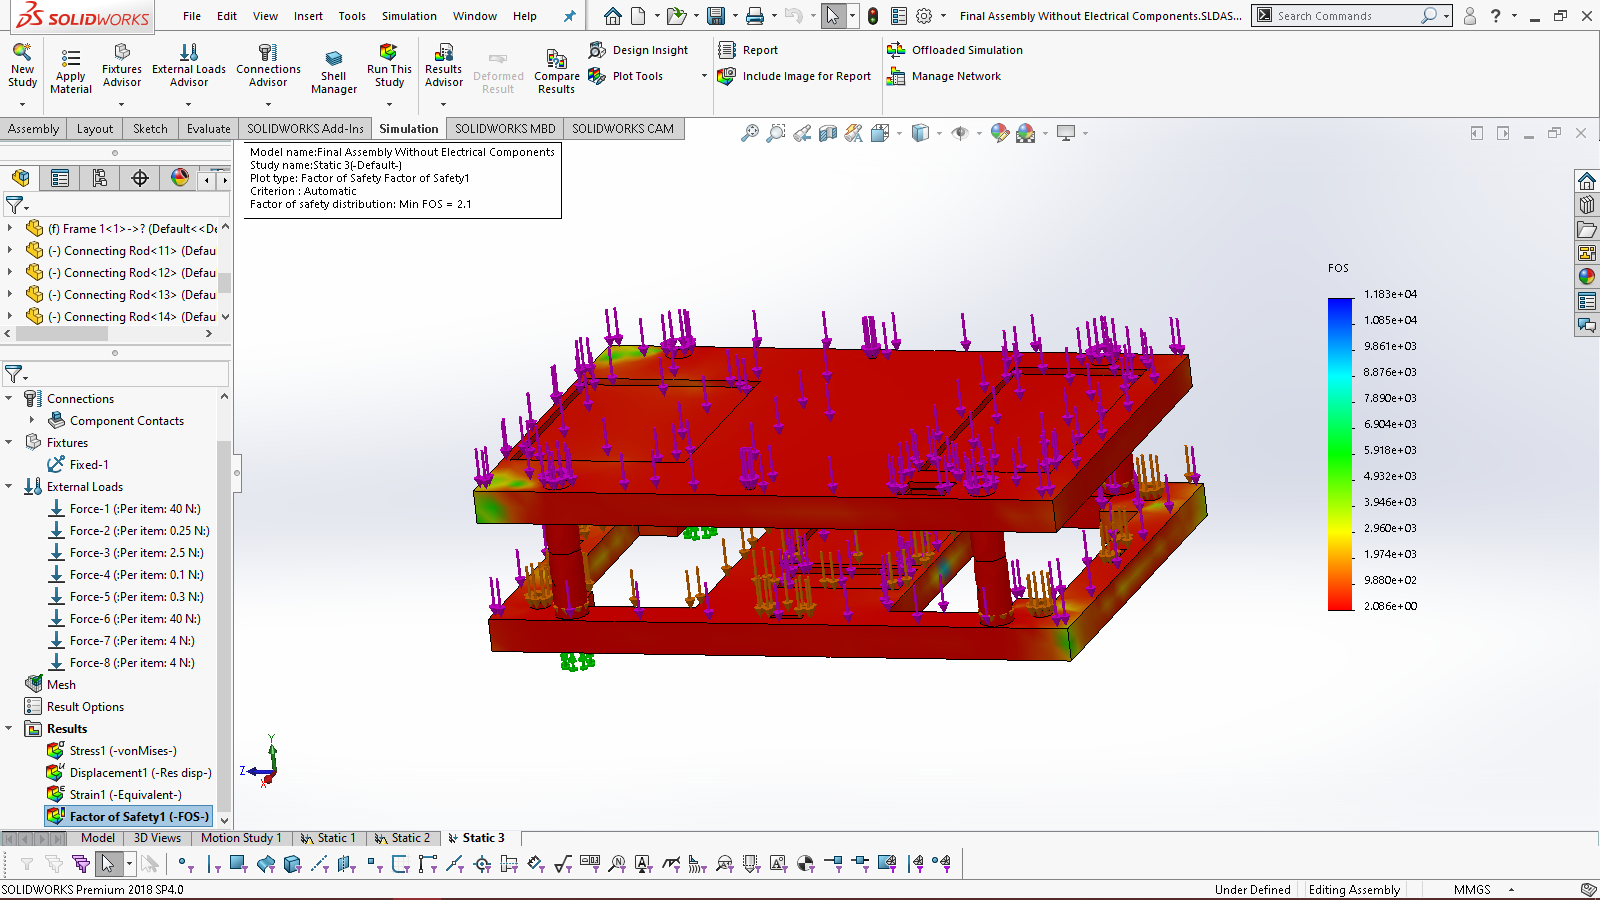 SOLIDWORKS
File Edit View Insert Tools Simulation Window Help
Final Assembly Without Electrical Components.SLDAS...
Search Commands
New Study
Apply Material
Fixtures Advisor
External Loads Advisor
Connections Advisor
Shell Manager
Run This Study
Results Advisor
Deformed Result
Compare Results
Design Insight
Plot Tools
Report
Include Image for Report
Offloaded Simulation
Manage Network
Assembly Layout Sketch Evaluate SOLIDWORKS Add-Ins Simulation SOLIDWORKS MBD SOLIDWORKS CAM
Model name:Final Assembly Without Electrical Components
Study name:Static 3(-Default-)
Plot type: Factor of Safety Factor of Safety1
Criterion : Automatic
Factor of safety distribution: Min FOS = 2.1
(f) Frame 1<1>->? (Default<<De
(-) Connecting Rod<11> (Defau
(-) Connecting Rod<12> (Defau
(-) Connecting Rod<13> (Defau
(-) Connecting Rod<14> (Defau
Connections
Component Contacts
Fixtures
Fixed-1
External Loads
Force-1 (:Per item: 40 N:)
Force-2 (:Per item: 0.25 N:)
Force-3 (:Per item: 2.5 N:)
Force-4 (:Per item: 0.1 N:)
Force-5 (:Per item: 0.3 N:)
Force-6 (:Per item: 40 N:)
Force-7 (:Per item: 4 N:)
Force-8 (:Per item: 4 N:)
Mesh
Result Options
Results
Stress1 (-vonMises-)
Displacement1 (-Res disp-)
Strain1 (-Equivalent-)
Factor of Safety1 (-FOS-)
FOS
1.183e+04
1.085e+04
9.861e+03
8.876e+03
7.890e+03
6.904e+03
5.918e+03
4.932e+03
3.946e+03
2.960e+03
1.974e+03
9.880e+02
2.086e+00
Y
Z
X
Model 3D Views Motion Study 1 Static 1 Static 2 Static 3
SOLIDWORKS Premium 2018 SP4.0
Under Defined Editing Assembly MMGS